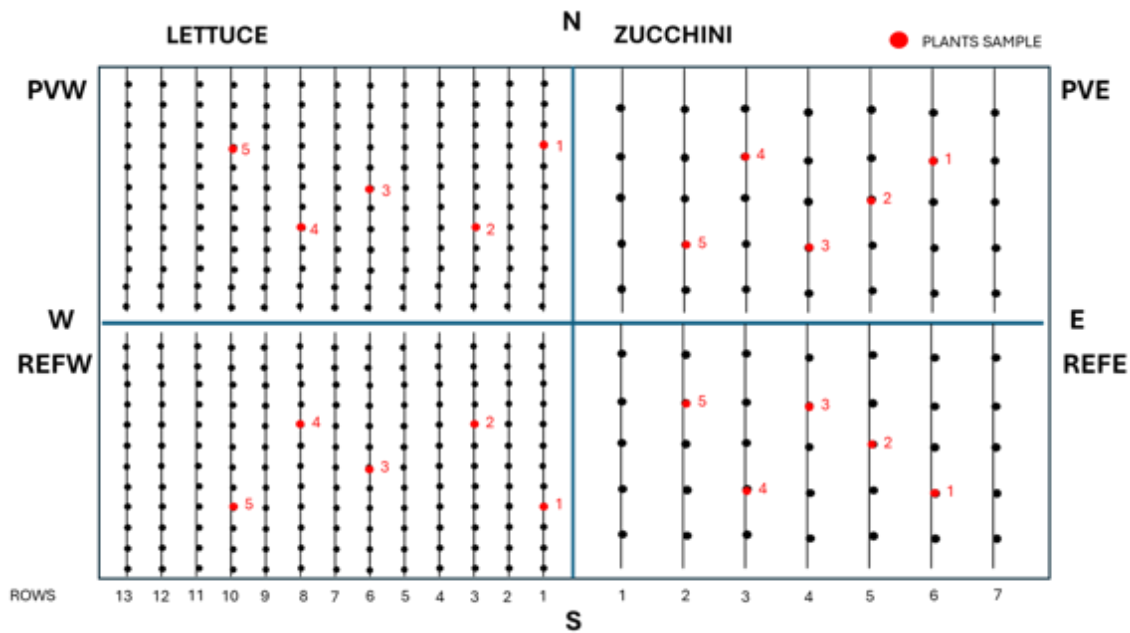 N
LETTUCE ZUCCHINI
PLANTS SAMPLE
PVW PVE
5 1 4 1
3 2
4 2 5 3
W E
REFW REFE
4 2 5 3
3 2
5 1 4 1
ROWS 13 12 11 10 9 8 7 6 5 4 3 2 1 1 2 3 4 5 6 7
S